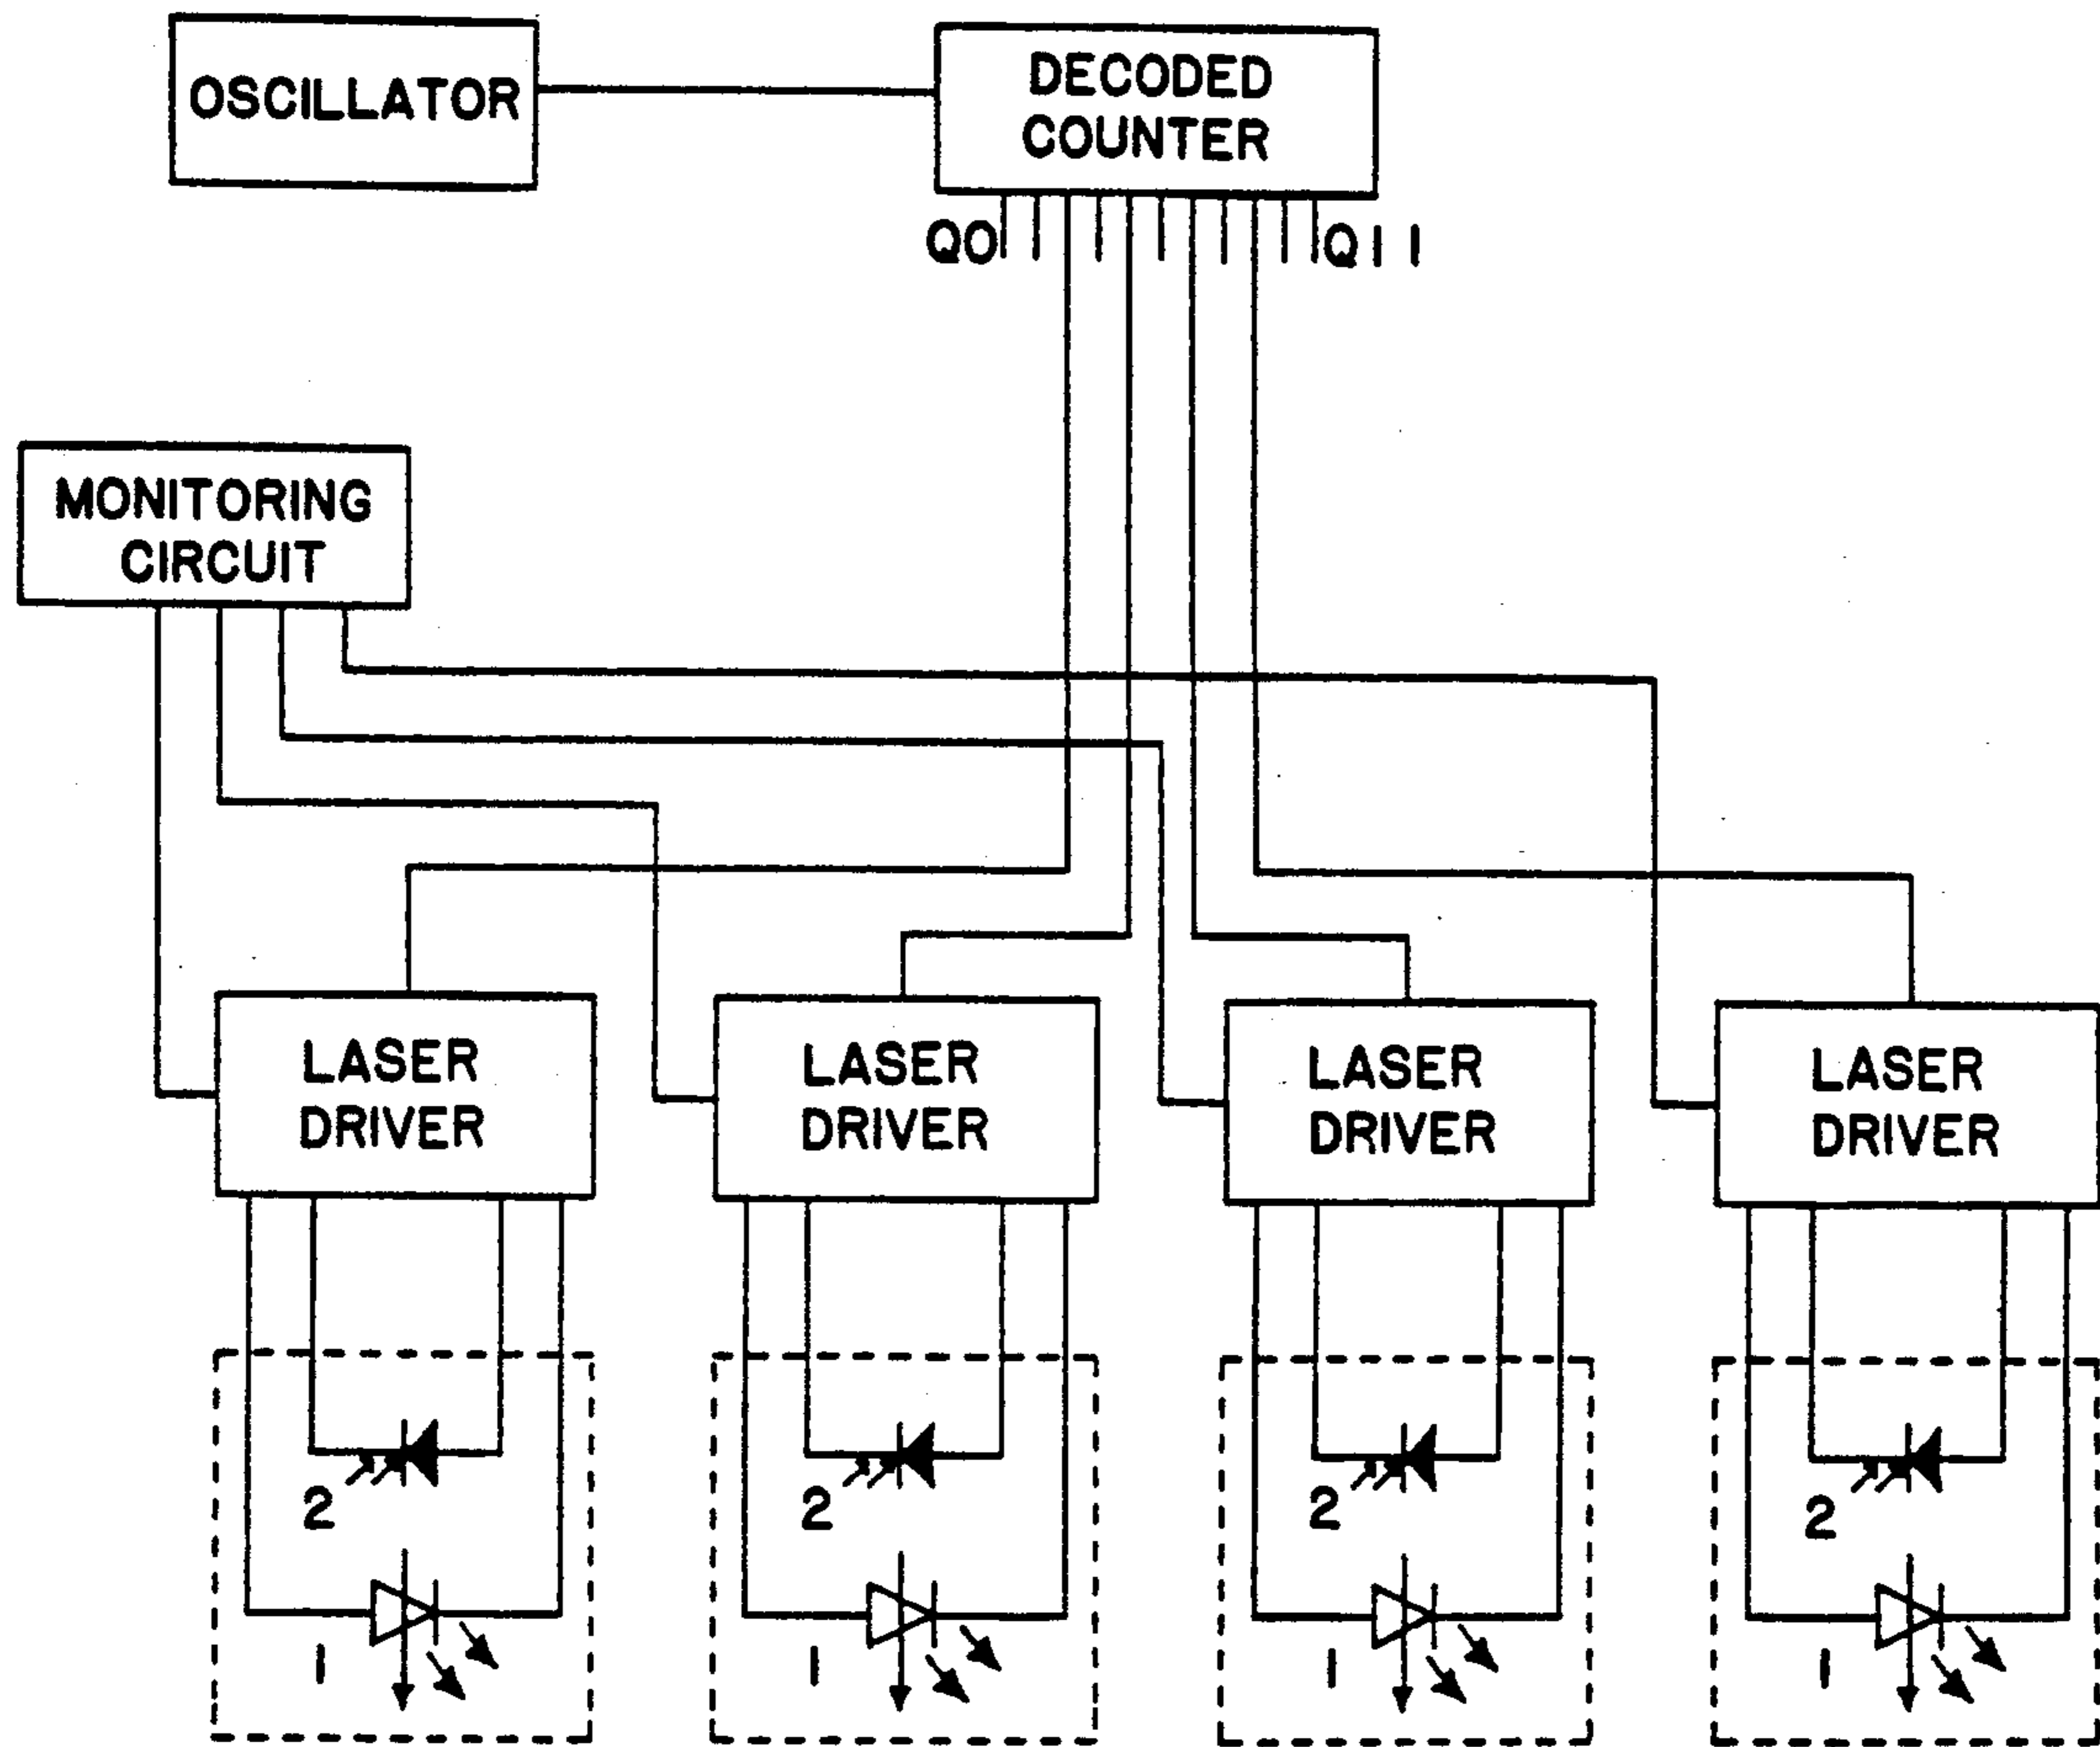 OSCILLATOR
DECODED
COUNTER
Q0
Q11
MONITORING
CIRCUIT
LASER
DRIVER
LASER
DRIVER
LASER
DRIVER
LASER
DRIVER
2
2
2
2
1
1
1
1